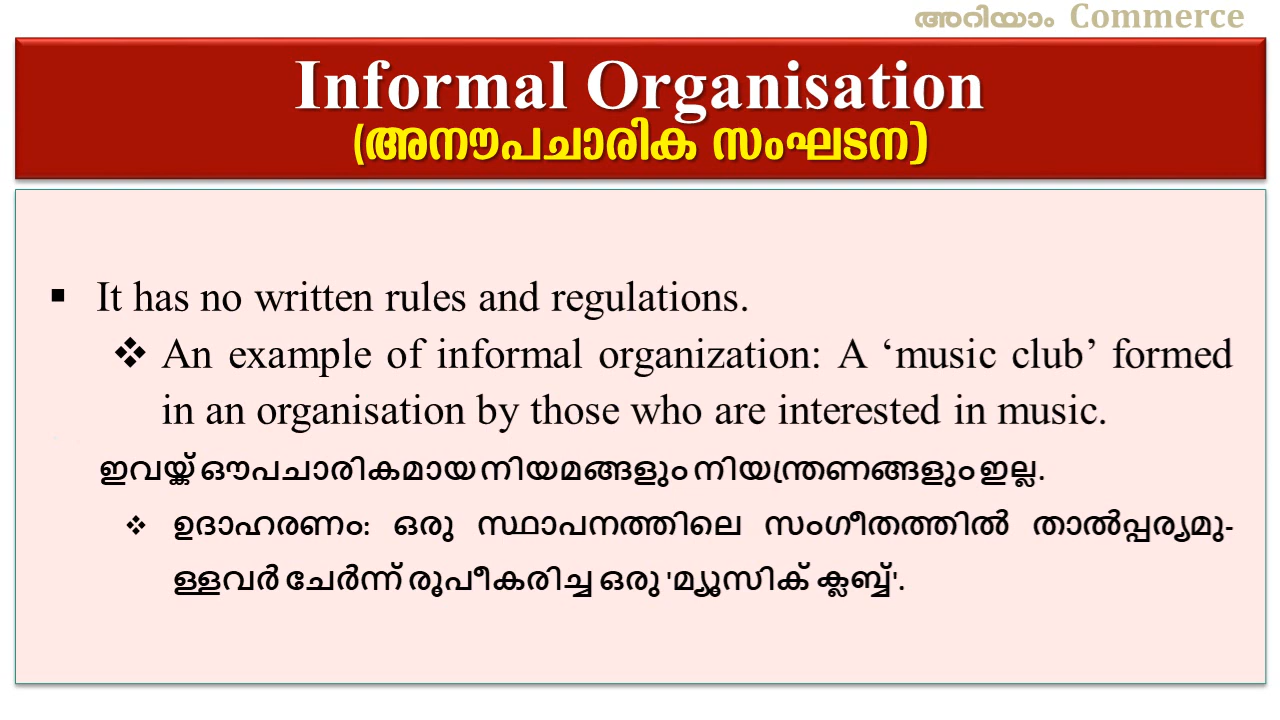 അറിയാം Commerce
Informal Organisation
(അനൗപചാരിക സംഘടന)
▪ It has no written rules and regulations.
❖ An example of informal organization: A ‘music club’ formed
in an organisation by those who are interested in music.
ഇവയ്ക്ക് ഔപചാരികമായ നിയമങ്ങളും നിയന്ത്രണങ്ങളും ഇല്ല.
❖ ഉദാഹരണം: ഒരു സ്ഥാപനത്തിലെ സംഗീതത്തിൽ താൽപ്പര്യമു-
ള്ളവർ ചേർന്ന് രൂപീകരിച്ച ഒരു 'മ്യൂസിക് ക്ലബ്ബ്'.